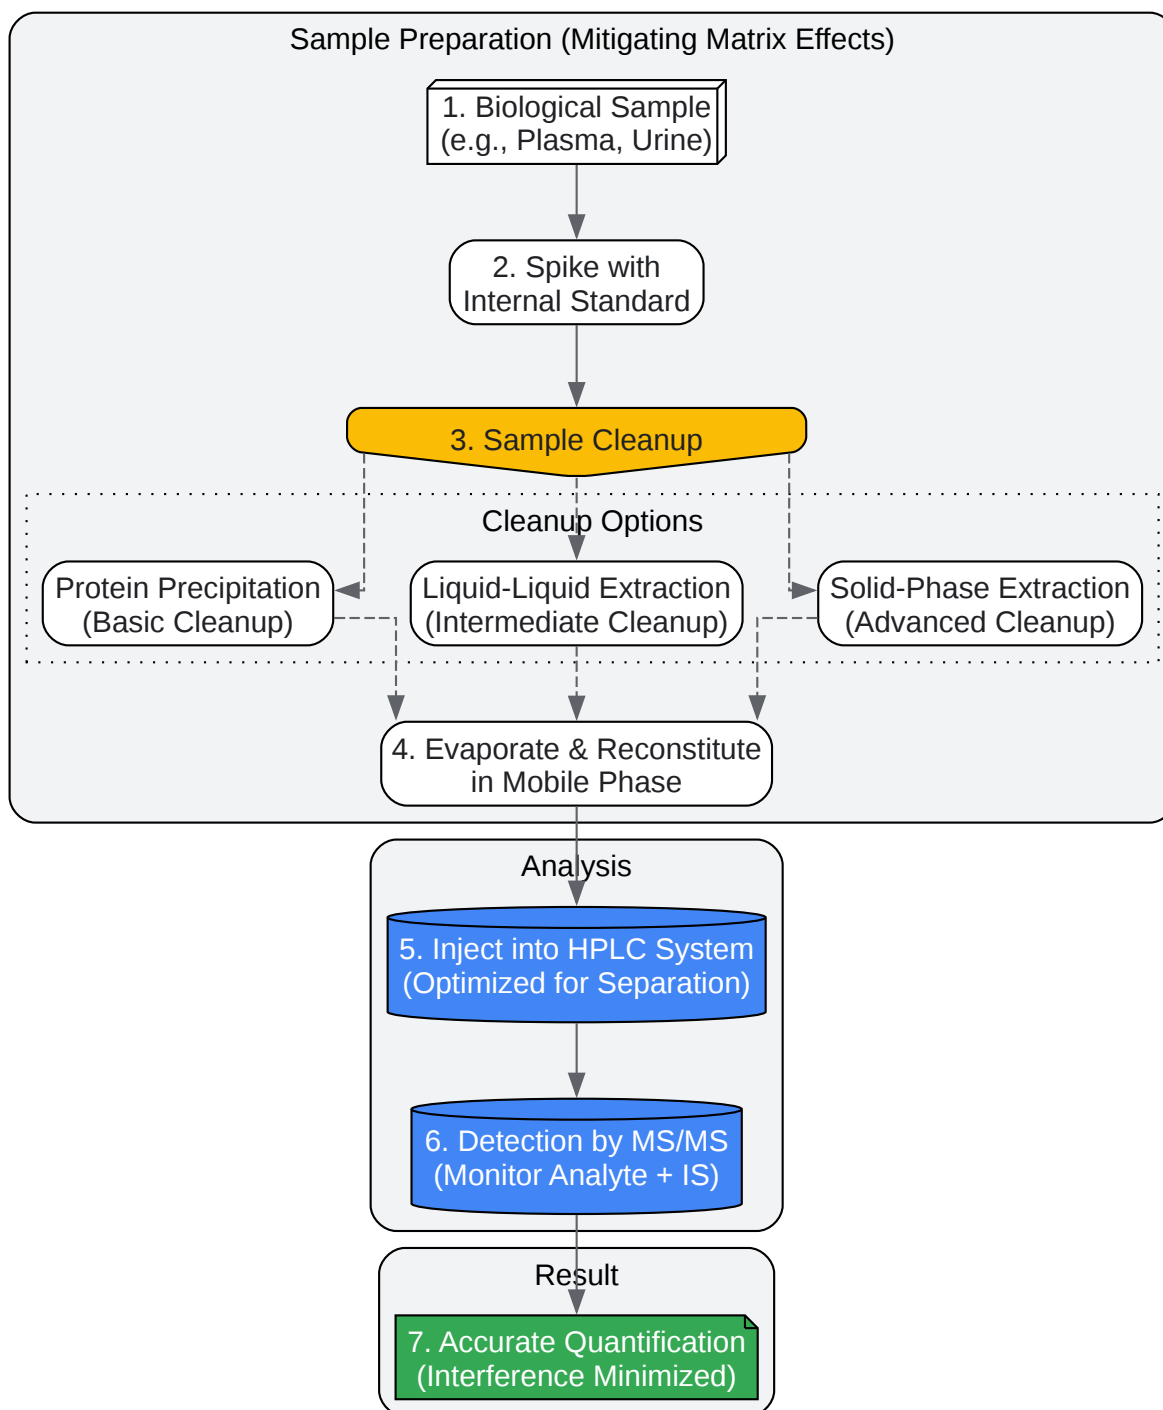 Sample Preparation (Mitigating Matrix Effects)
1. Biological Sample
(e.g., Plasma, Urine)
2. Spike with
Internal Standard
3. Sample Cleanup
Cleanup Options
Protein Precipitation
(Basic Cleanup)
Liquid-Liquid Extraction
(Intermediate Cleanup)
Solid-Phase Extraction
(Advanced Cleanup)
4. Evaporate & Reconstitute
in Mobile Phase
Analysis
5. Inject into HPLC System
(Optimized for Separation)
6. Detection by MS/MS
(Monitor Analyte + IS)
Result
7. Accurate Quantification
(Interference Minimized)